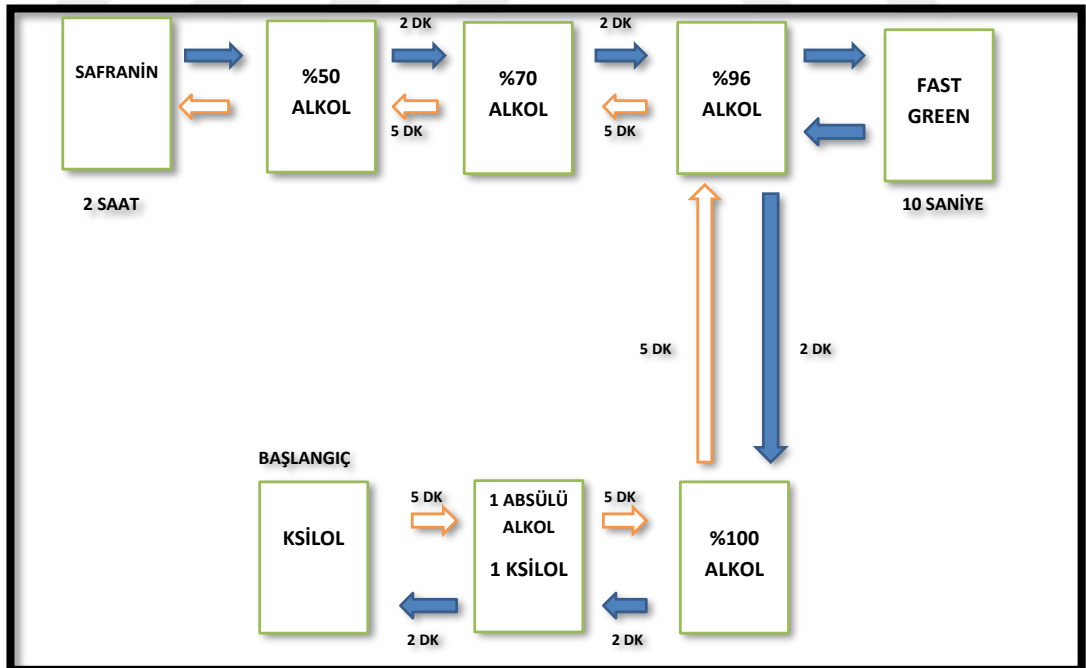 2 DK
2 DK
SAFRANİN
%50
ALKOL
%70
ALKOL
%96
ALKOL
FAST
GREEN
5 DK
5 DK
2 SAAT
10 SANİYE
5 DK
2 DK
BAŞLANGIÇ
KSİLOL
5 DK
1 ABSÜLÜ
ALKOL
1 KSİLOL
5 DK
%100
ALKOL
2 DK
2 DK